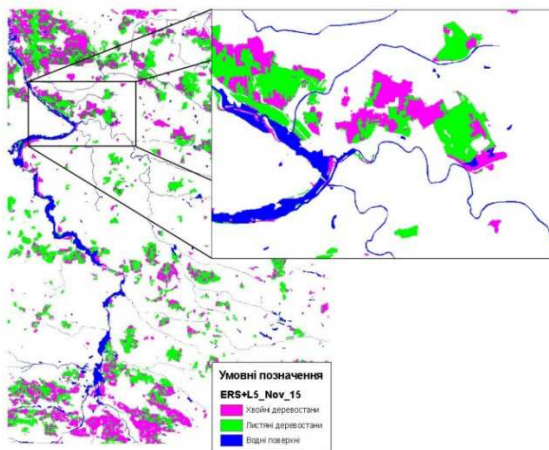 Умовні позначення
ERS+L5_Nov_15
Хвойні деревостани
Листяні деревостани
Водні поверхні